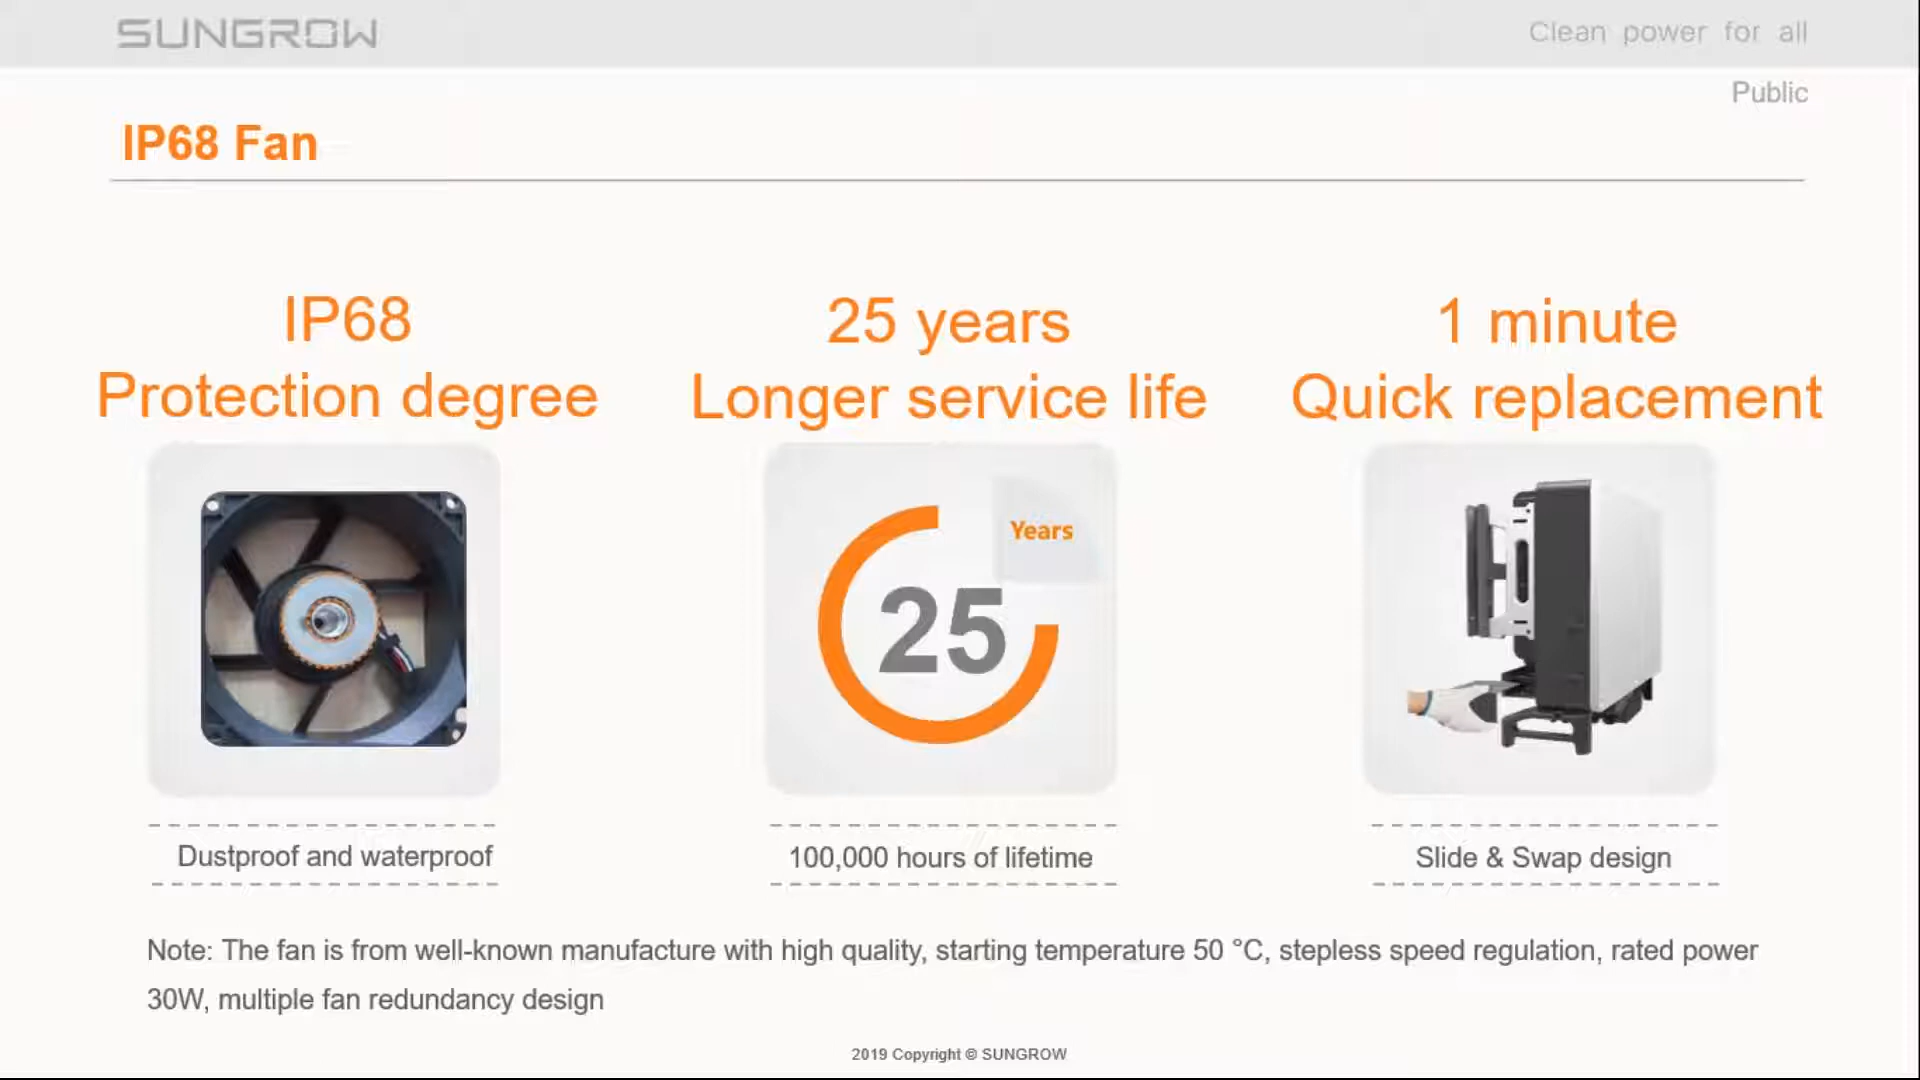 SUNGROW
Clean power for all
Public
IP68 Fan
IP68
Protection degree
25 years
Longer service life
1 minute
Quick replacement
Years
25
Dustproof and waterproof
100,000 hours of lifetime
Slide & Swap design
Note: The fan is from well-known manufacture with high quality, starting temperature 50 °C, stepless speed regulation, rated power
30W, multiple fan redundancy design
2019 Copyright © SUNGROW